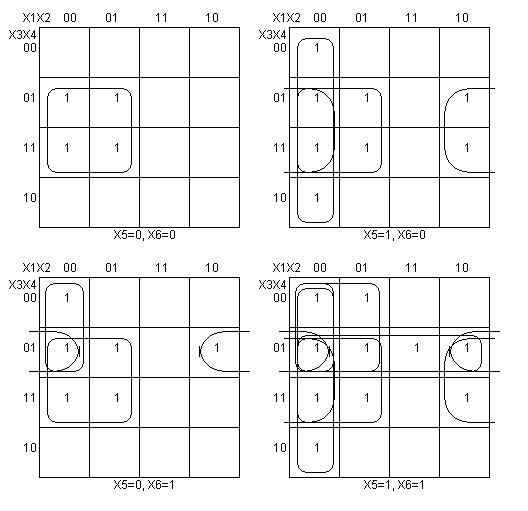 X1X2 00 01 11 10 X1X2 00 01 11 10
X3X4 X3X4
00 00 1
01 1 1 01 1 1 1
11 1 1 11 1 1 1
10 10 1
X5=0, X6=0 X5=1, X6=0
X1X2 00 01 11 10 X1X2 00 01 11 10
X3X4 X3X4
00 1 00 1 1
01 1 1 1 01 1 1 1 1
11 1 1 11 1 1 1
10 10 1
X5=0, X6=1 X5=1, X6=1